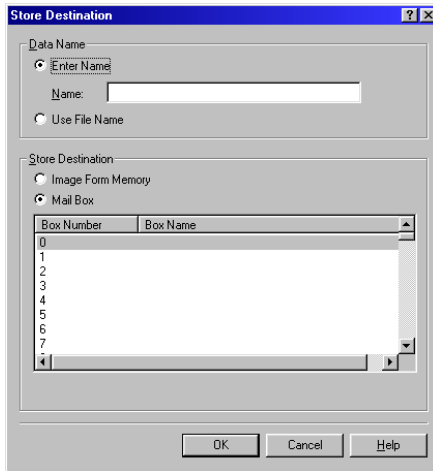 Store Destination
Data Name
Enter Name
Name:
Use File Name
Store Destination
Image Form Memory
Mail Box
Box Number Box Name
0
1
2
3
4
5
6
7
OK Cancel Help